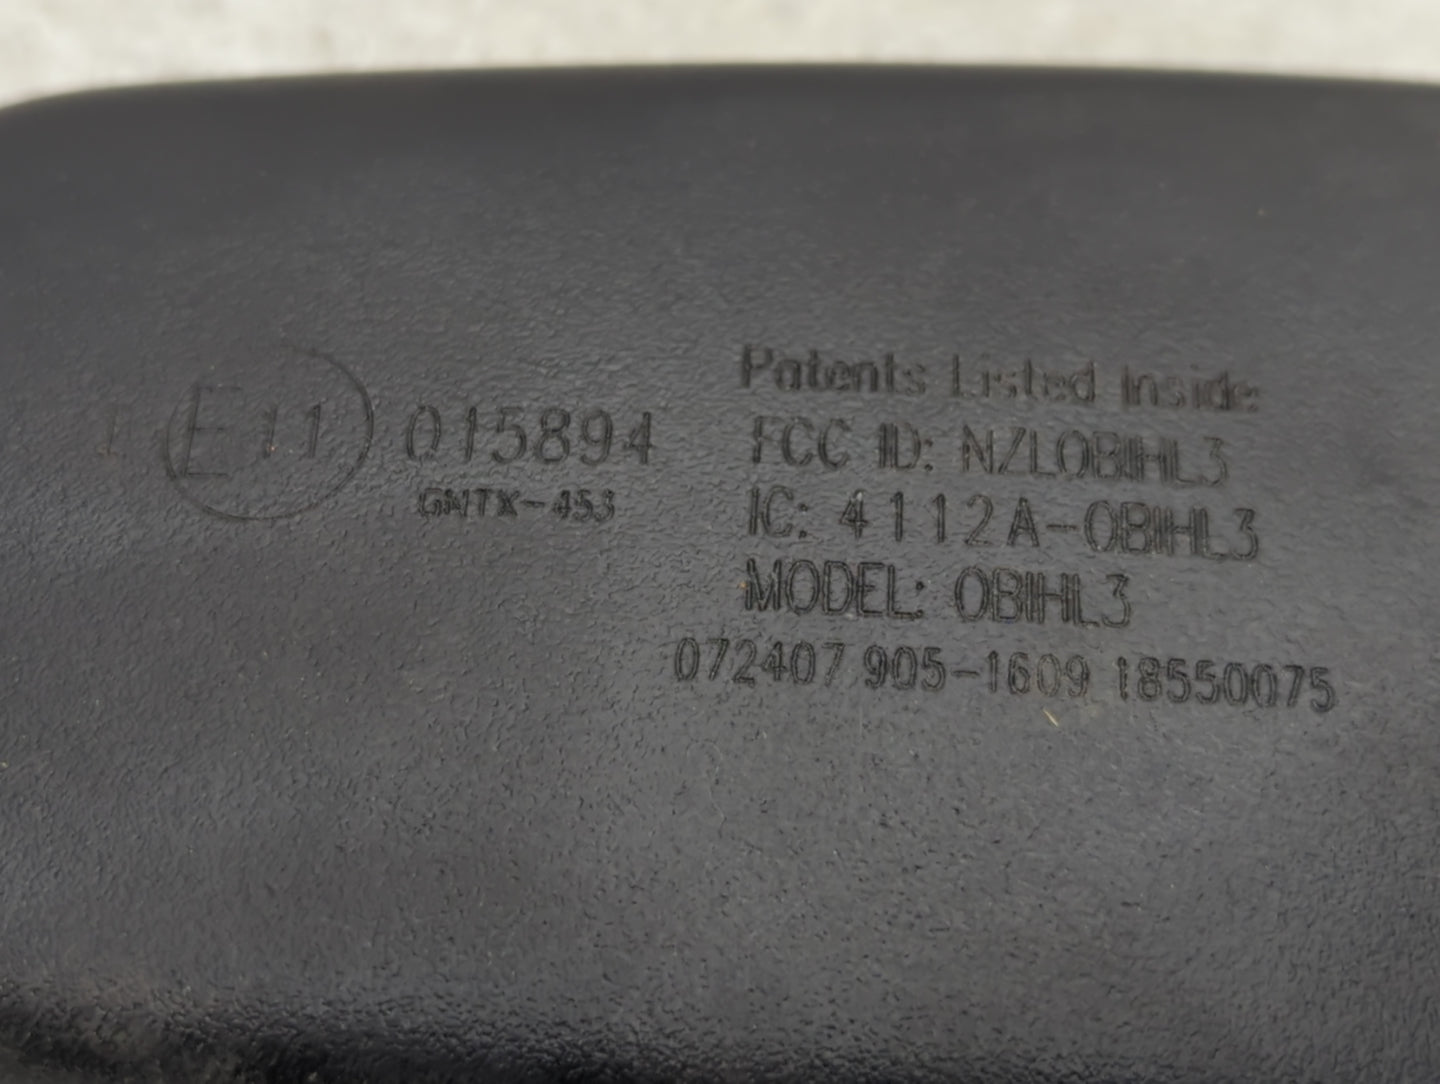 I E11 015894
GNTX-453
Patents Listed Inside
FCC ID: NZLOBIHL3
IC: 4112A-OBIHL3
MODEL: OBIHL3
072407 905-1609 18550075